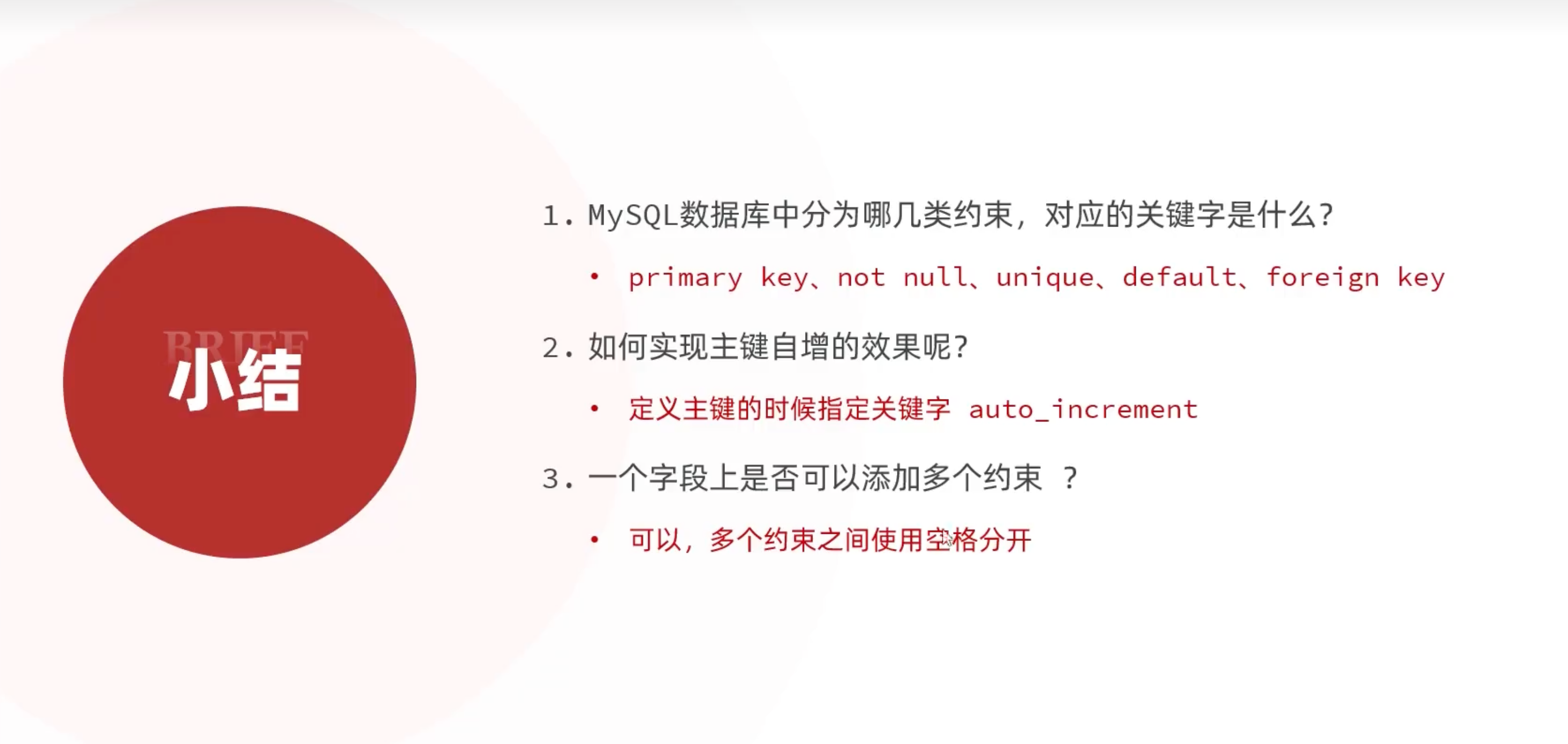 BRIEF
小结
1. MySQL数据库中分为哪几类约束，对应的关键字是什么？
• primary key、not null、unique、default、foreign key
2. 如何实现主键自增的效果呢？
• 定义主键的时候指定关键字 auto_increment
3. 一个字段上是否可以添加多个约束 ？
• 可以，多个约束之间使用空格分开